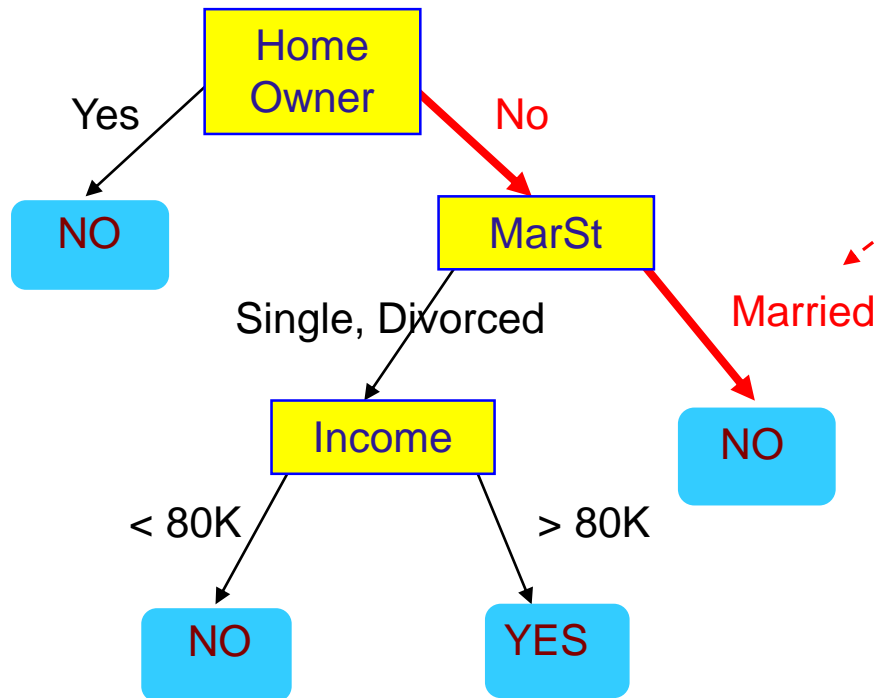 Home
Owner
Yes
No
NO
MarSt
Single, Divorced
Married
Income
NO
< 80K
> 80K
NO
YES